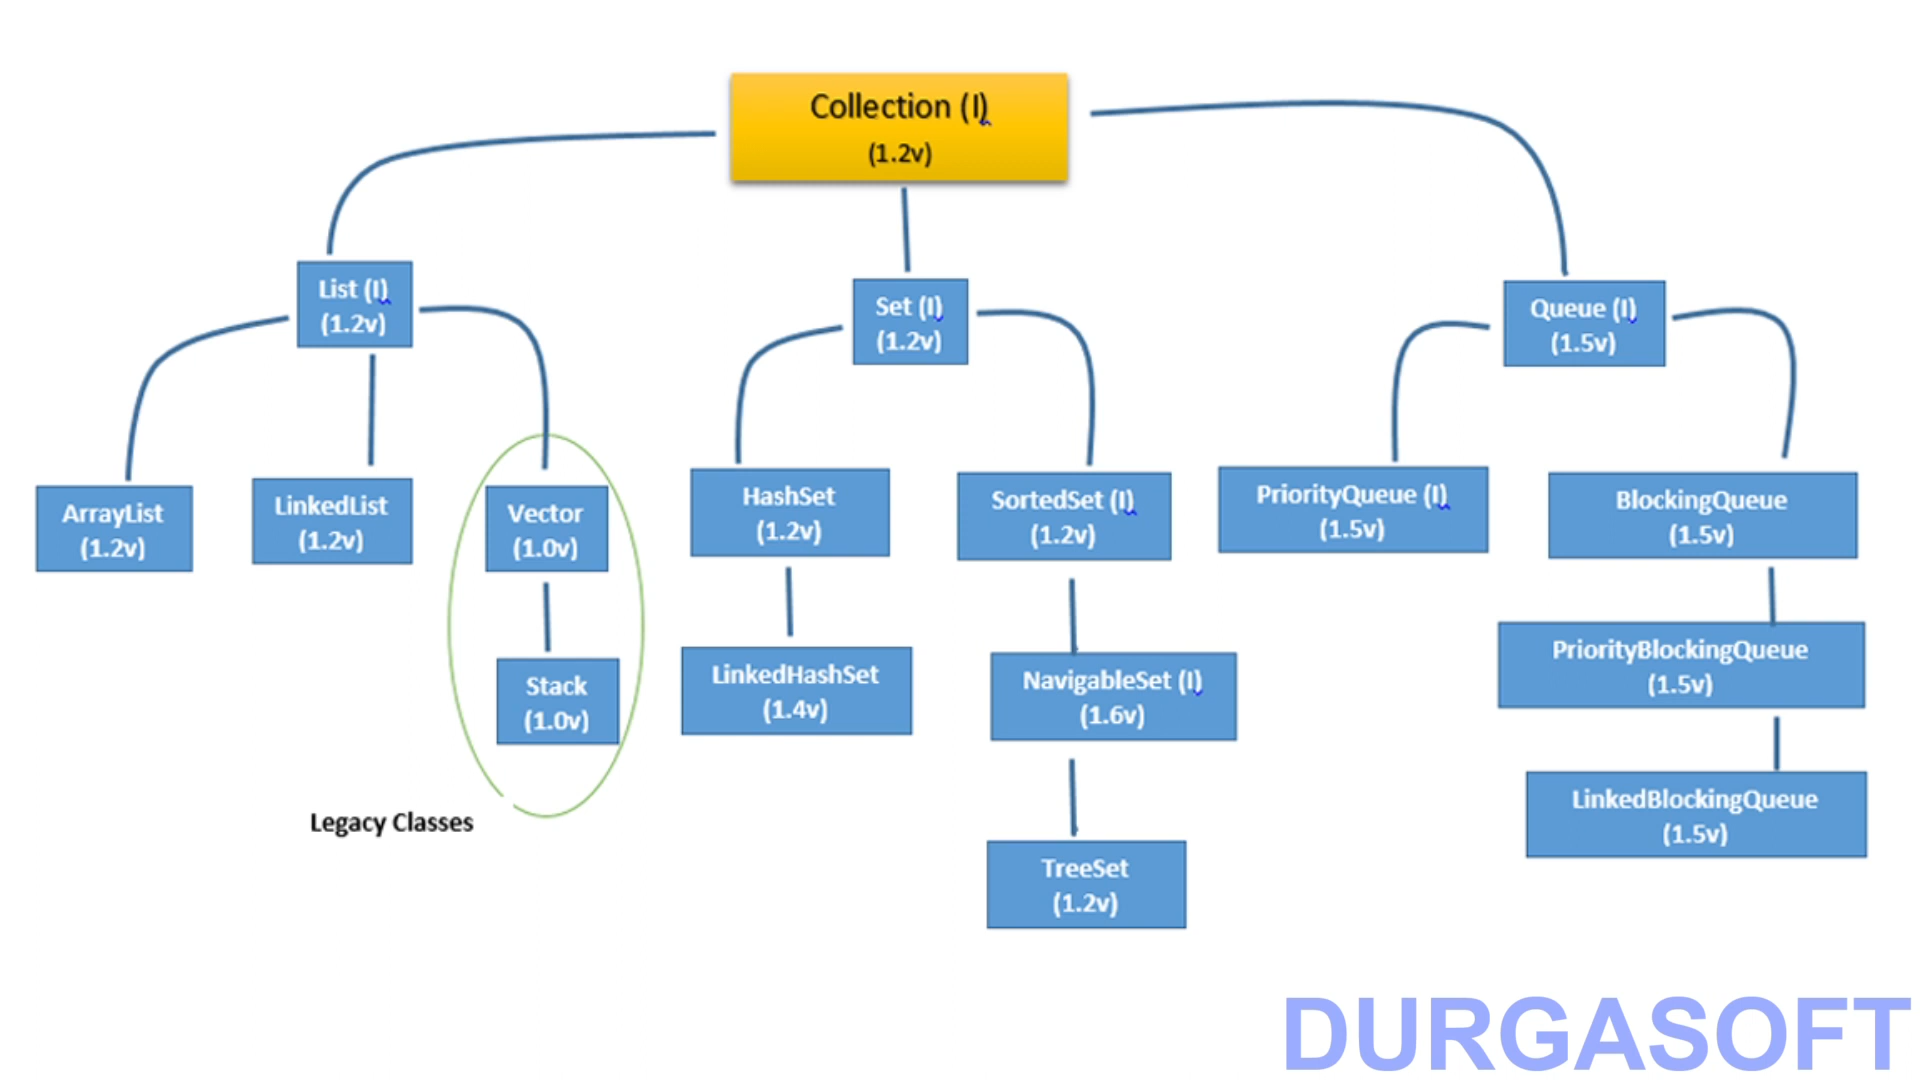 Collection (I)
(1.2v)
List (I)
(1.2v)
Set (I)
(1.2v)
Queue (I)
(1.5v)
ArrayList
(1.2v)
LinkedList
(1.2v)
Vector
(1.0v)
HashSet
(1.2v)
SortedSet (I)
(1.2v)
PriorityQueue (I)
(1.5v)
BlockingQueue
(1.5v)
Stack
(1.0v)
LinkedHashSet
(1.4v)
NavigableSet (I)
(1.6v)
PriorityBlockingQueue
(1.5v)
Legacy Classes
LinkedBlockingQueue
(1.5v)
TreeSet
(1.2v)
DURGASOFT